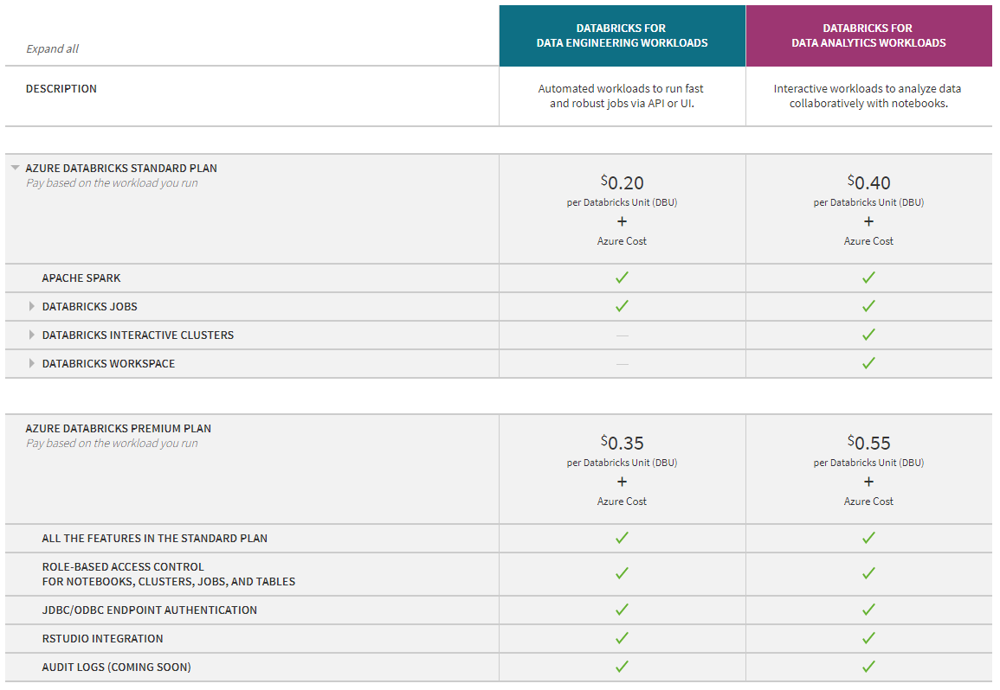 Expand all
DATABRICKS FOR
DATA ENGINEERING WORKLOADS
DATABRICKS FOR
DATA ANALYTICS WORKLOADS
DESCRIPTION
Automated workloads to run fast
and robust jobs via API or UI.
Interactive workloads to analyze data
collaboratively with notebooks.
AZURE DATABRICKS STANDARD PLAN
Pay based on the workload you run
$0.20
per Databricks Unit (DBU)
+
Azure Cost
$0.40
per Databricks Unit (DBU)
+
Azure Cost
APACHE SPARK
DATABRICKS JOBS
DATABRICKS INTERACTIVE CLUSTERS
DATABRICKS WORKSPACE
AZURE DATABRICKS PREMIUM PLAN
Pay based on the workload you run
$0.35
per Databricks Unit (DBU)
+
Azure Cost
$0.55
per Databricks Unit (DBU)
+
Azure Cost
ALL THE FEATURES IN THE STANDARD PLAN
ROLE-BASED ACCESS CONTROL
FOR NOTEBOOKS, CLUSTERS, JOBS, AND TABLES
JDBC/ODBC ENDPOINT AUTHENTICATION
RSTUDIO INTEGRATION
AUDIT LOGS (COMING SOON)